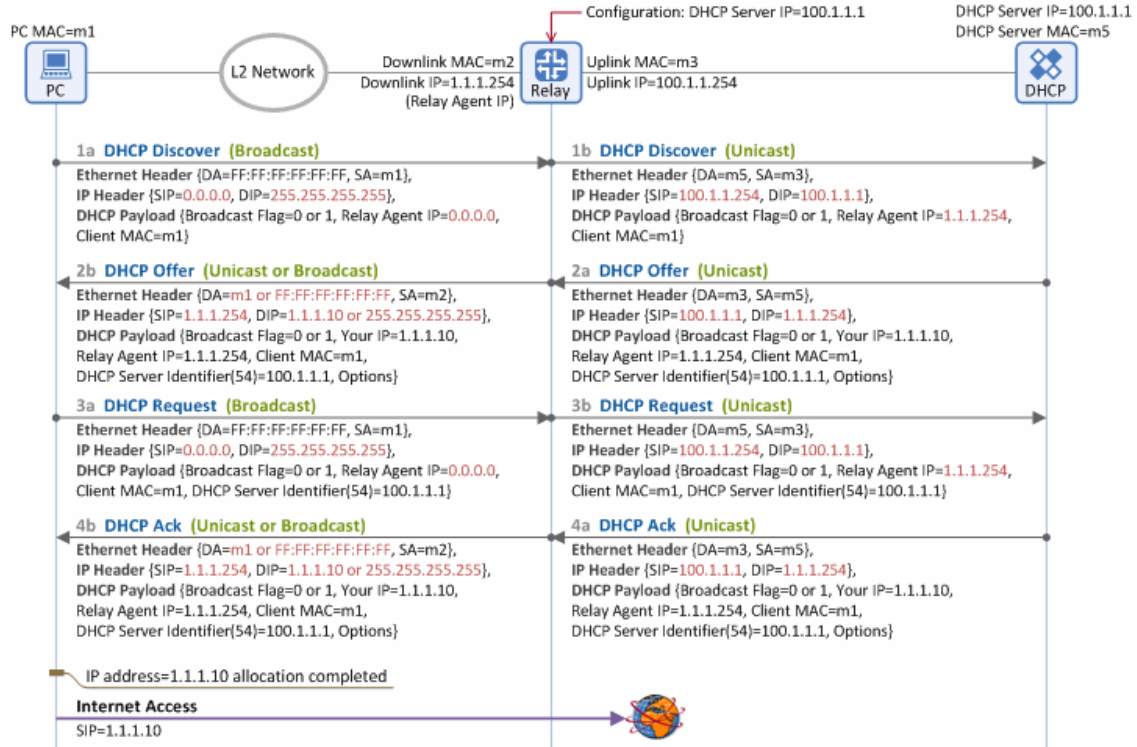 Configuration: DHCP Server IP=100.1.1.1
DHCP Server IP=100.1.1.1
DHCP Server MAC=m5
PC MAC=m1
PC
L2 Network
Downlink MAC=m2
Downlink IP=1.1.1.254
(Relay Agent IP)
Relay
Uplink MAC=m3
Uplink IP=100.1.1.254
DHCP
1a DHCP Discover (Broadcast)
Ethernet Header {DA=FF:FF:FF:FF:FF:FF, SA=m1},
IP Header {SIP=0.0.0.0, DIP=255.255.255.255},
DHCP Payload {Broadcast Flag=0 or 1, Relay Agent IP=0.0.0.0,
Client MAC=m1}
1b DHCP Discover (Unicast)
Ethernet Header {DA=m5, SA=m3},
IP Header {SIP=100.1.1.254, DIP=100.1.1.1},
DHCP Payload {Broadcast Flag=0 or 1, Relay Agent IP=1.1.1.254,
Client MAC=m1}
2b DHCP Offer (Unicast or Broadcast)
Ethernet Header {DA=m1 or FF:FF:FF:FF:FF:FF, SA=m2},
IP Header {SIP=1.1.1.254, DIP=1.1.1.10 or 255.255.255.255},
DHCP Payload {Broadcast Flag=0 or 1, Your IP=1.1.1.10,
Relay Agent IP=1.1.1.254, Client MAC=m1,
DHCP Server Identifier(54)=100.1.1.1, Options}
2a DHCP Offer (Unicast)
Ethernet Header {DA=m3, SA=m5},
IP Header {SIP=100.1.1.1, DIP=1.1.1.254},
DHCP Payload {Broadcast Flag=0 or 1, Your IP=1.1.1.10,
Relay Agent IP=1.1.1.254, Client MAC=m1,
DHCP Server Identifier(54)=100.1.1.1, Options}
3a DHCP Request (Broadcast)
Ethernet Header {DA=FF:FF:FF:FF:FF:FF, SA=m1},
IP Header {SIP=0.0.0.0, DIP=255.255.255.255},
DHCP Payload {Broadcast Flag=0 or 1, Relay Agent IP=0.0.0.0,
Client MAC=m1, DHCP Server Identifier(54)=100.1.1.1}
3b DHCP Request (Unicast)
Ethernet Header {DA=m5, SA=m3},
IP Header {SIP=100.1.1.254, DIP=100.1.1.1},
DHCP Payload {Broadcast Flag=0 or 1, Relay Agent IP=1.1.1.254,
Client MAC=m1, DHCP Server Identifier(54)=100.1.1.1}
4b DHCP Ack (Unicast or Broadcast)
Ethernet Header {DA=m1 or FF:FF:FF:FF:FF:FF, SA=m2},
IP Header {SIP=1.1.1.254, DIP=1.1.1.10 or 255.255.255.255},
DHCP Payload {Broadcast Flag=0 or 1, Your IP=1.1.1.10,
Relay Agent IP=1.1.1.254, Client MAC=m1,
DHCP Server Identifier(54)=100.1.1.1, Options}
4a DHCP Ack (Unicast)
Ethernet Header {DA=m3, SA=m5},
IP Header {SIP=100.1.1.1, DIP=1.1.1.254},
DHCP Payload {Broadcast Flag=0 or 1, Your IP=1.1.1.10,
Relay Agent IP=1.1.1.254, Client MAC=m1,
DHCP Server Identifier(54)=100.1.1.1, Options}
IP address=1.1.1.10 allocation completed
Internet Access
SIP=1.1.1.10